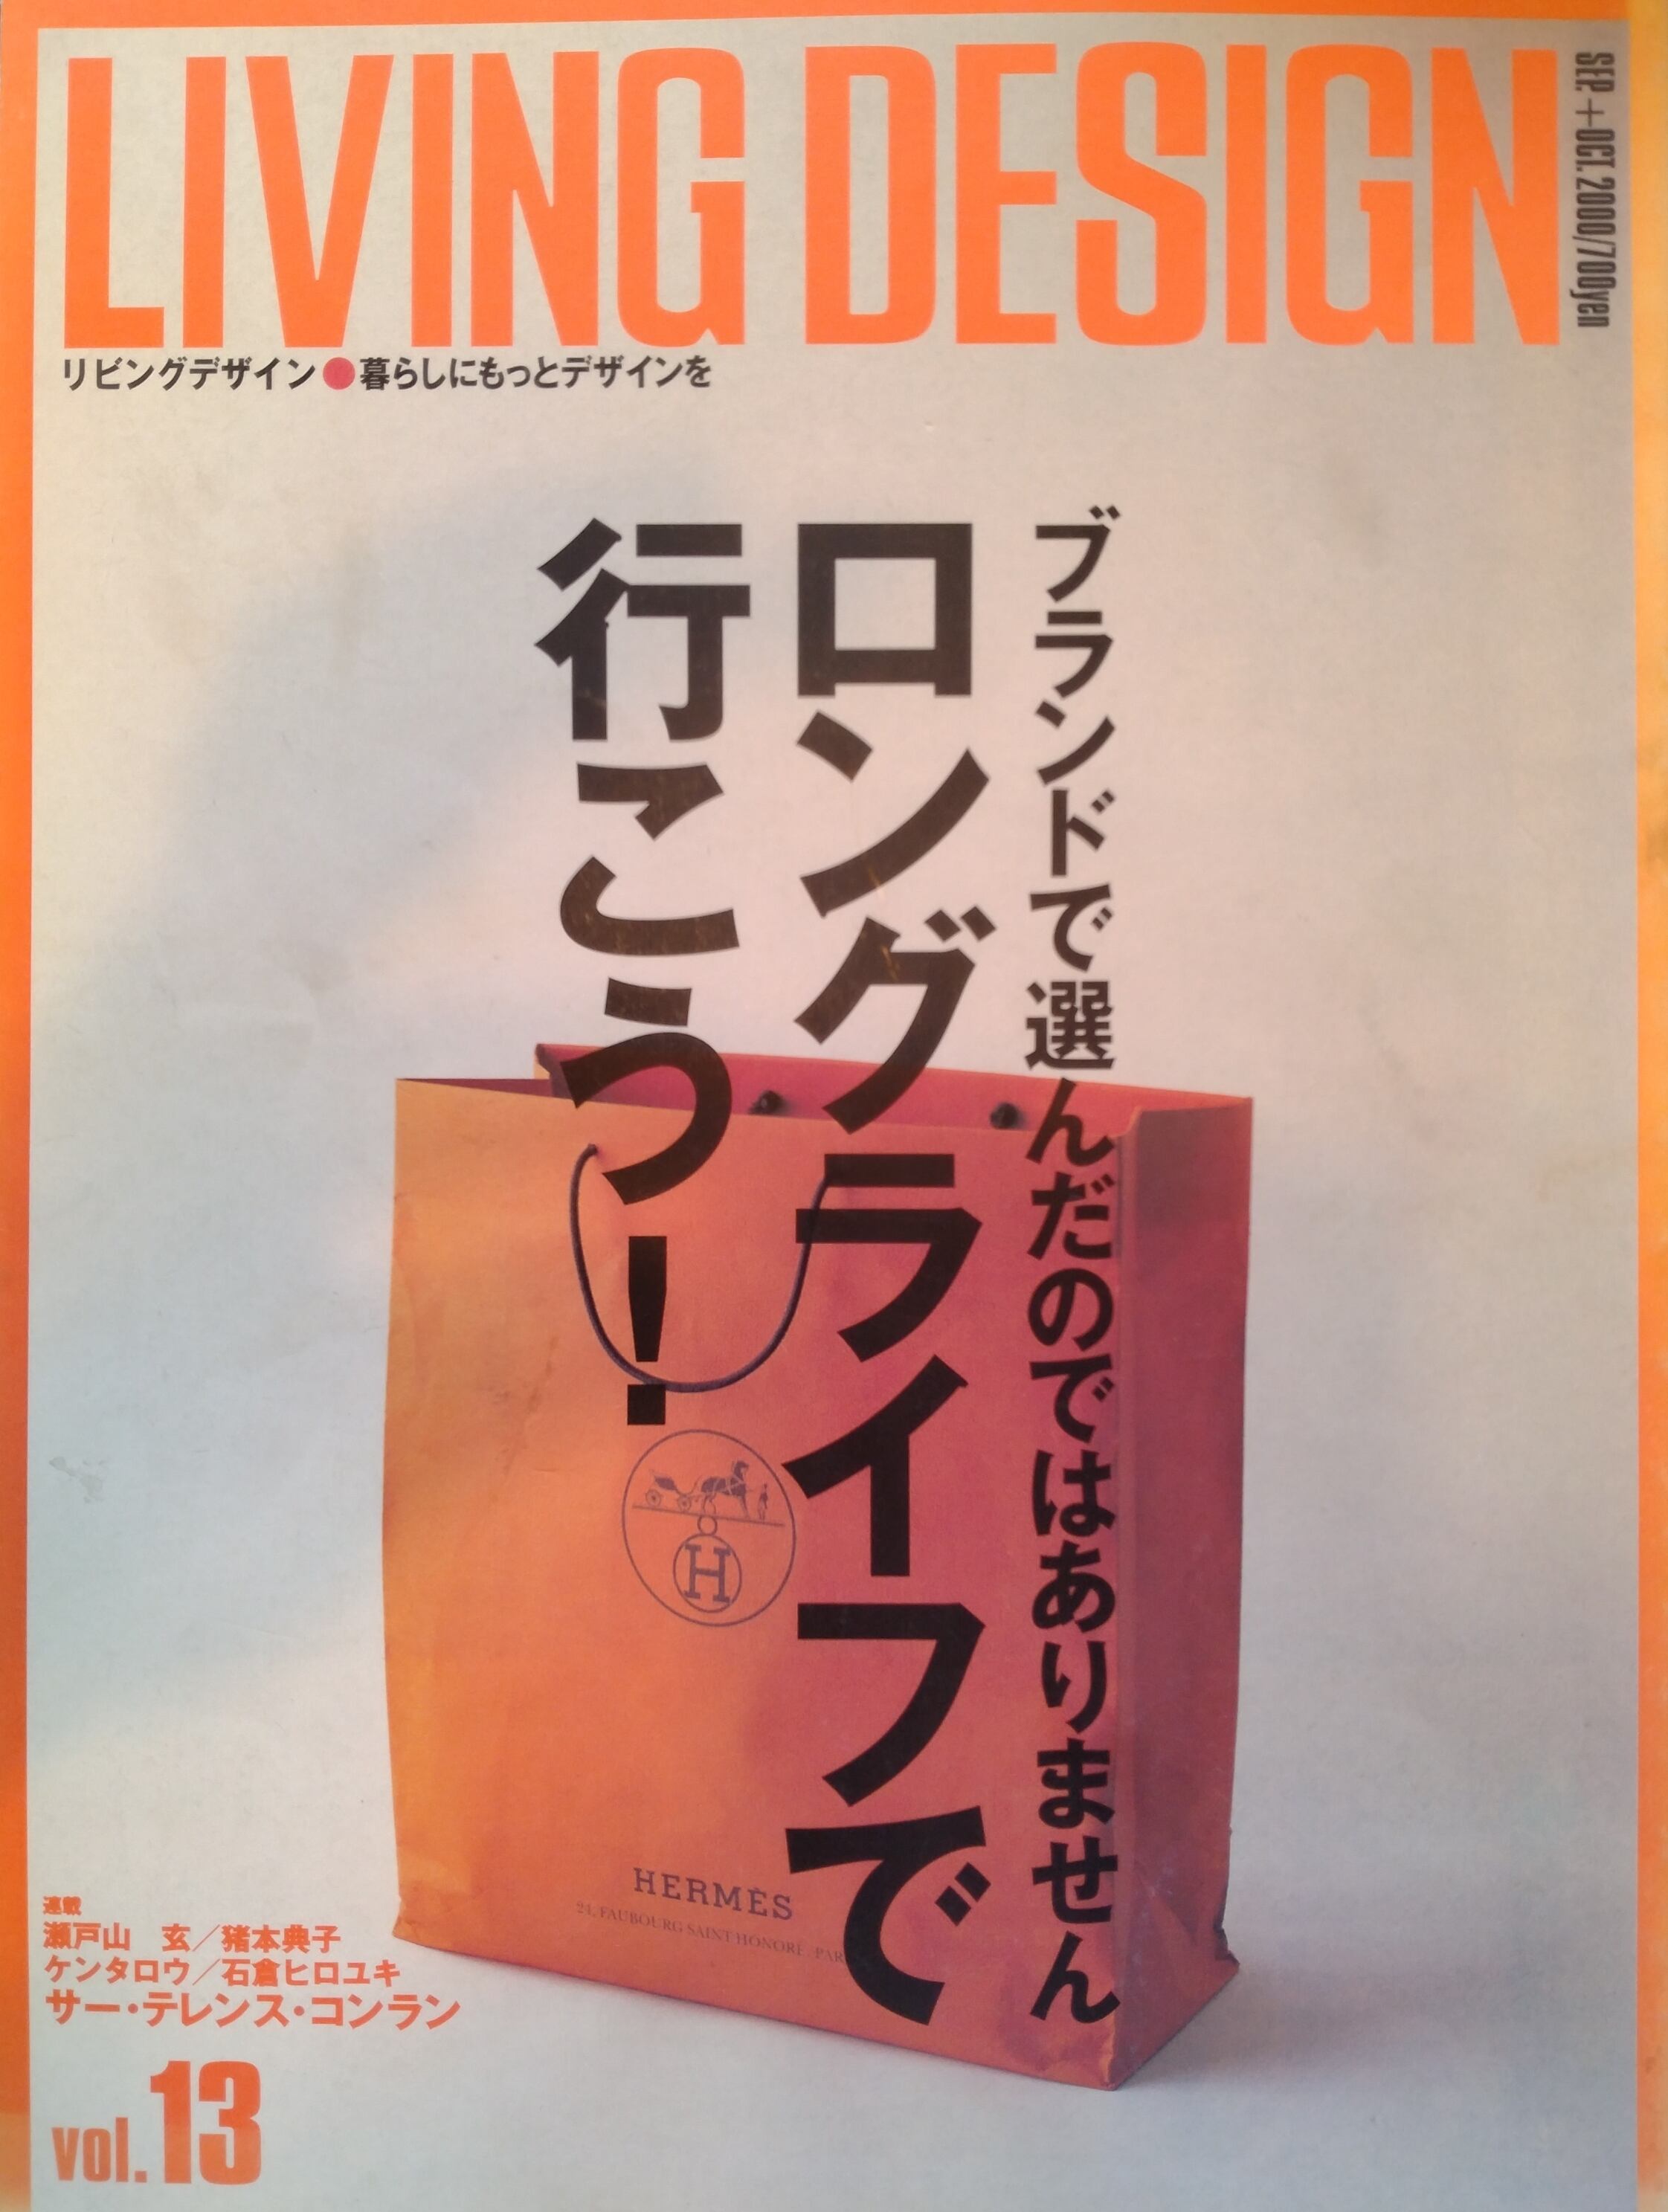 LIVING DESIGN
SEP.+OCT.2000/700yen
リビングデザイン●暮らしにもっとデザインを
ブランドで選んだのではありません
ロングライフで
行こう！
H
HERMÈS
24, FAUBOURG SAINT HONORÉ
連載
瀬戸山　玄／猪本典子
ケンタロウ／石倉ヒロユキ
サー・テレンス・コンラン
vol.13